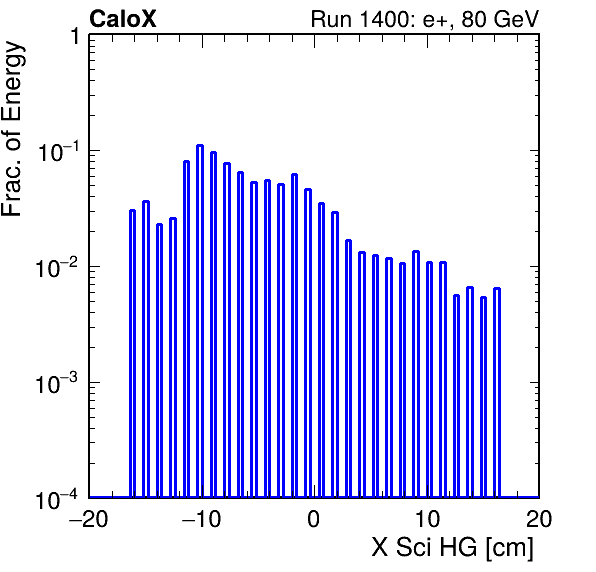 CaloX Run 1400: e+, 80 GeV
Frac. of Energy
1
10⁻¹
10⁻²
10⁻³
10⁻⁴
−20 −10 0 10 20
X Sci HG [cm]